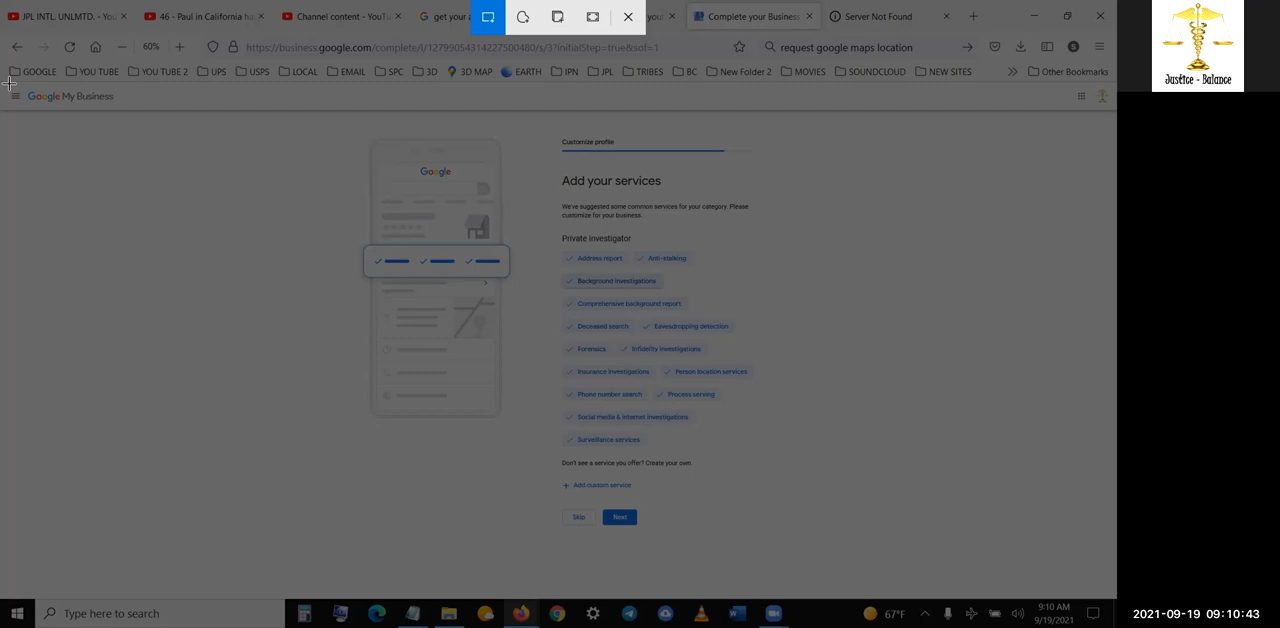 JPL INTL. UNLMTD. - You
46 - Paul in California ha
Channel content - YouTu
get your
you
Complete your Business
Server Not Found
60%
https://business.google.com/complete/l/12799054314227500480/s/3?initialStep=true&sof=1
request google maps location
GOOGLE
YOU TUBE
YOU TUBE 2
UPS
USPS
LOCAL
EMAIL
SPC
3D
3D MAP
EARTH
IPN
JPL
TRIBES
BC
New Folder 2
MOVIES
SOUNDCLOUD
NEW SITES
Other Bookmarks
Google My Business
Google
Customize profile
Add your services
We've suggested some common services for your category. Please
customize for your business.
Private investigator
Address report
Anti-stalking
Background investigations
Comprehensive background report
Deceased search
Eavesdropping detection
Forensics
Infidelity investigations
Insurance investigations
Person location services
Phone number search
Process serving
Social media & Internet investigations
Surveillance services
Don't see a service you offer? Create your own.
Add custom service
Skip
Next
Type here to search
67°F
9:10 AM
9/19/2021
Justice - Balance
2021-09-19 09:10:43